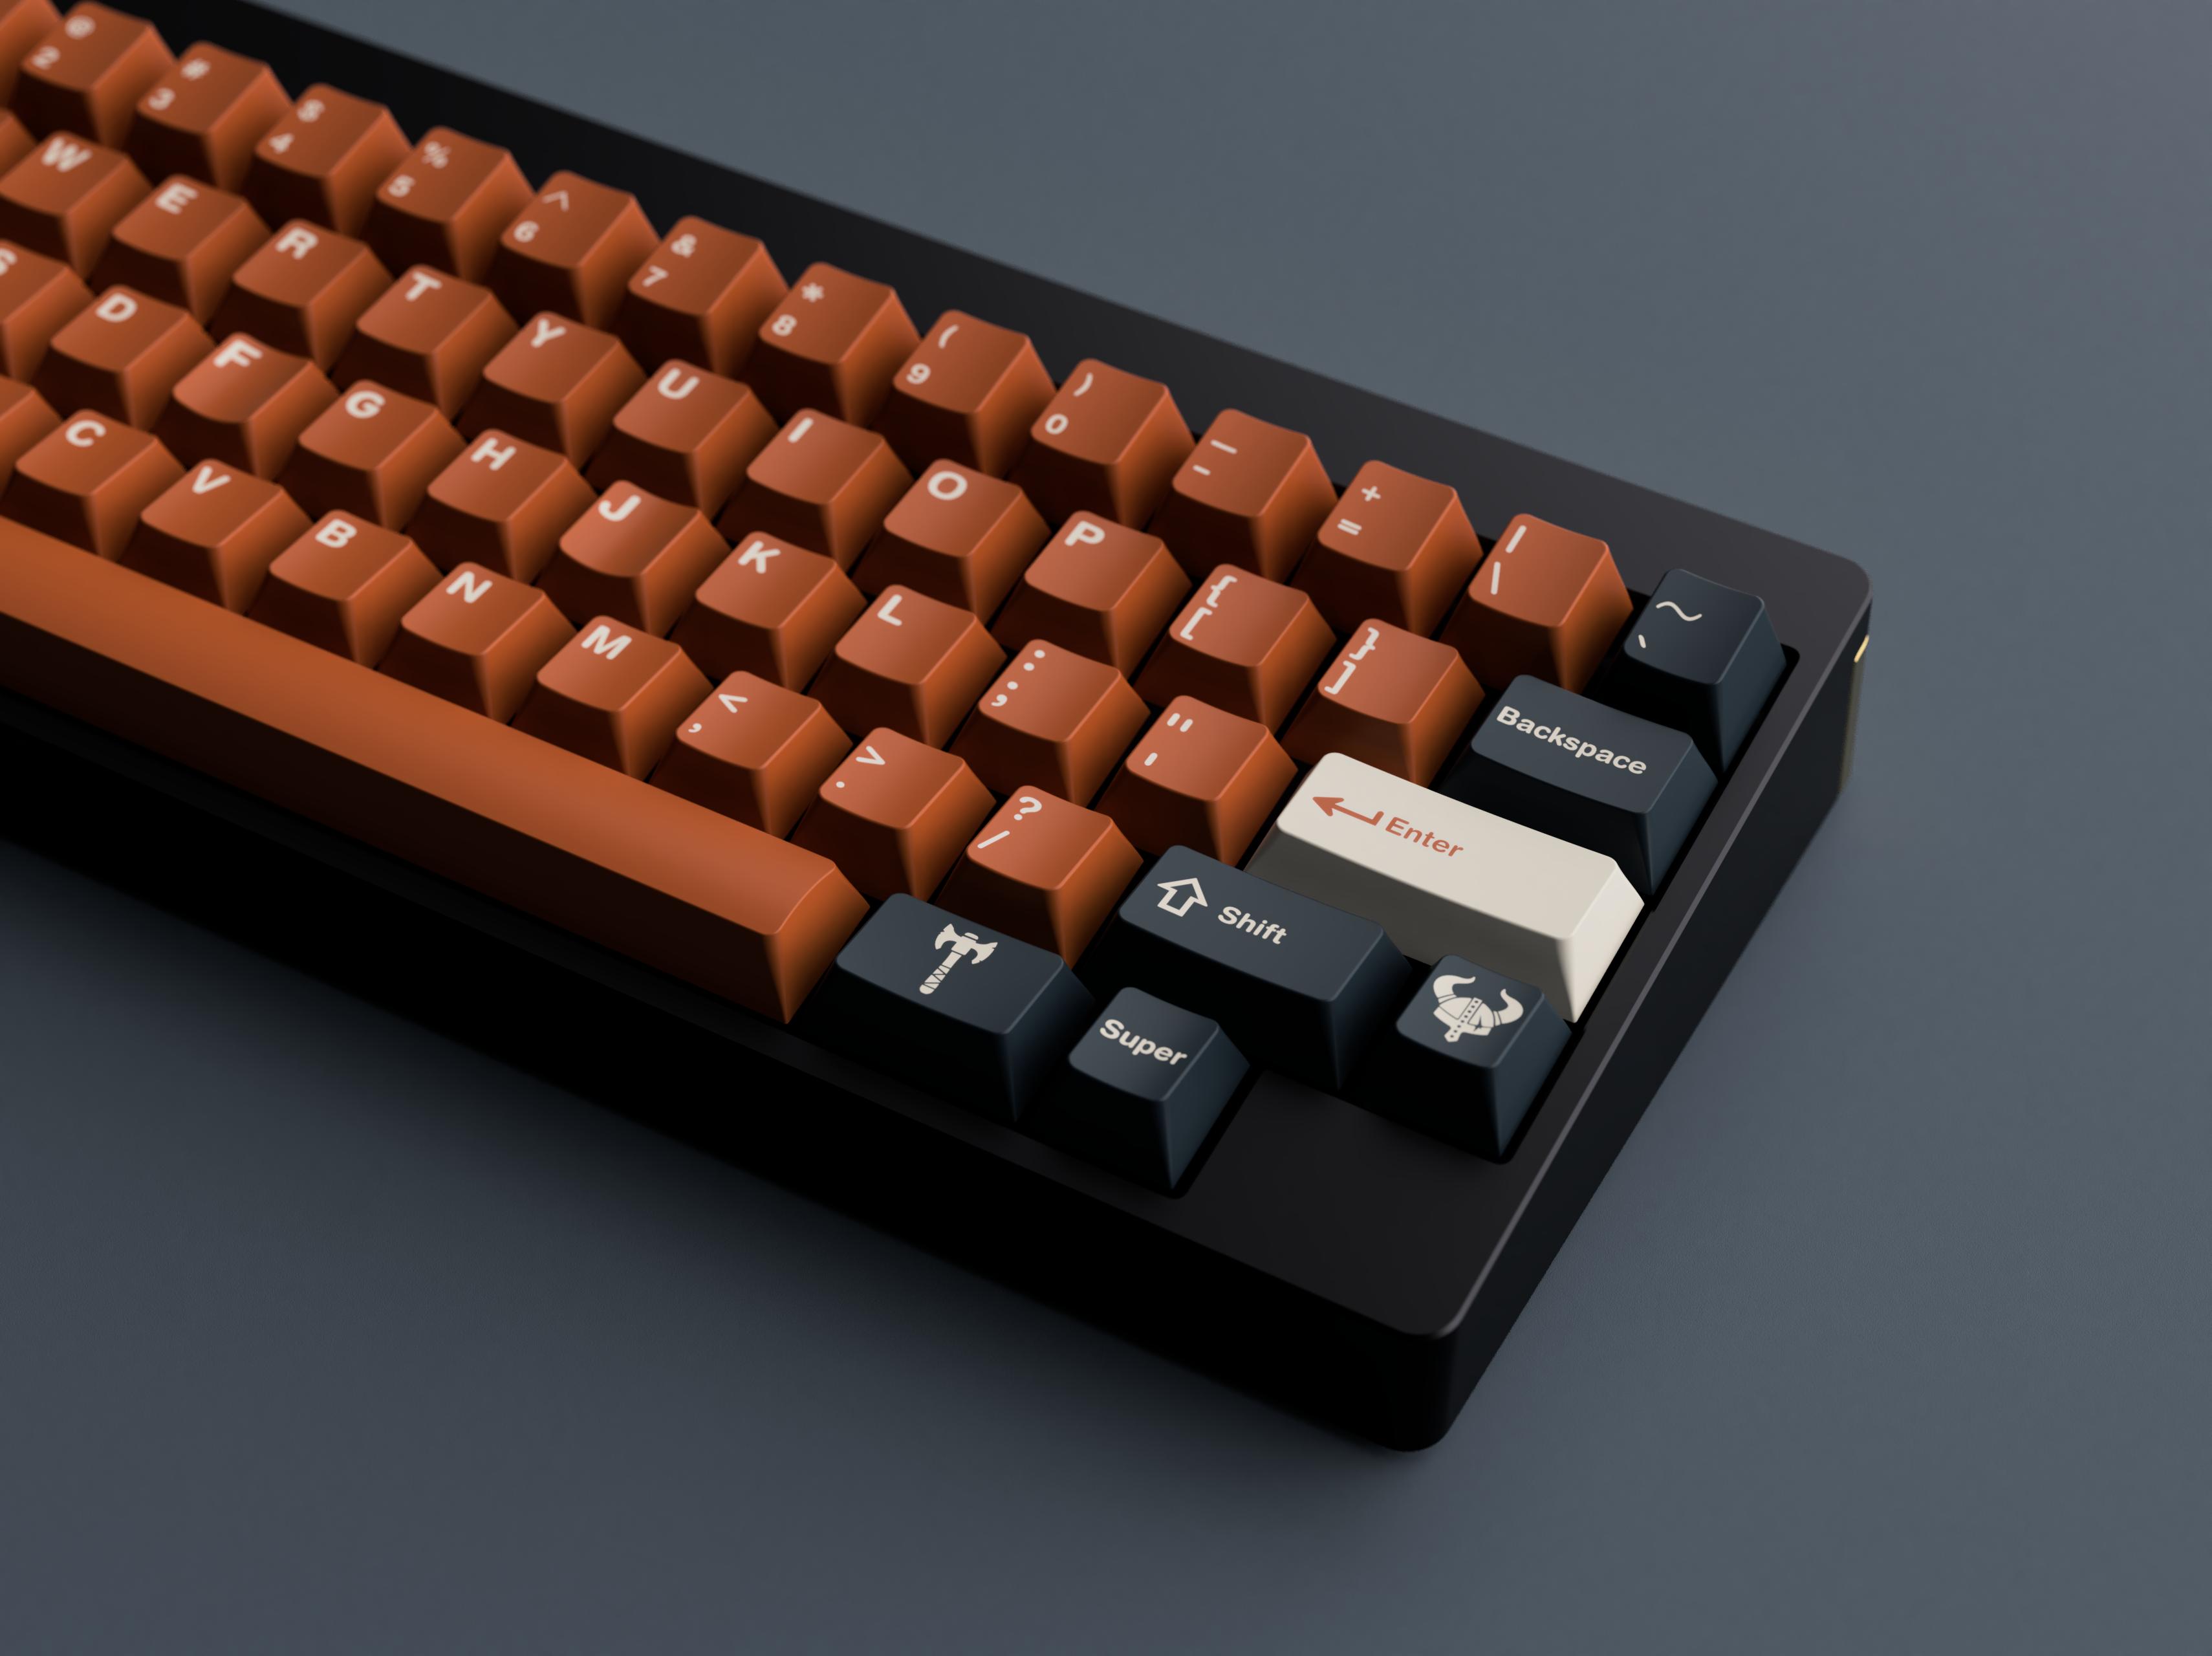 @ # $ % ^ & * ( ) _ + | ~
2 3 4 5 6 7 8 9 0 - = \ `
W E R T Y U I O P { } Backspace
[ ]
S D F G H J K L : " Enter
; '
C V B N M < > ? Shift
, . /
Super